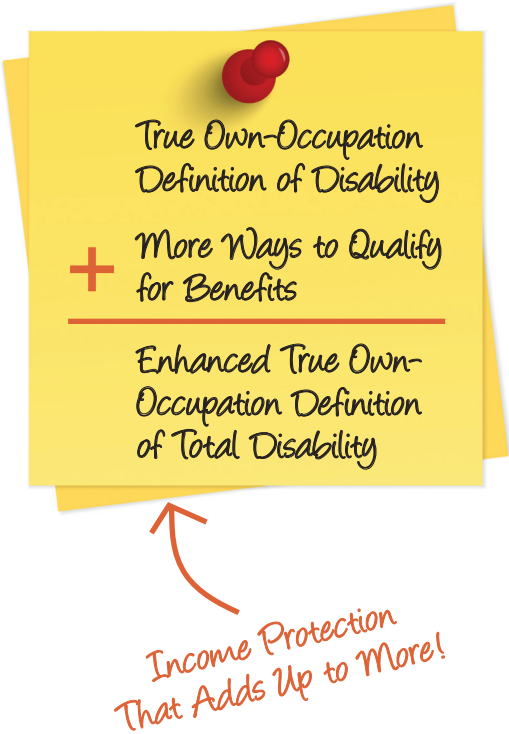 True Own-Occupation
Definition of Disability
+ More Ways to Qualify
for Benefits
Enhanced True Own-
Occupation Definition
of Total Disability
Income Protection
That Adds Up to More!